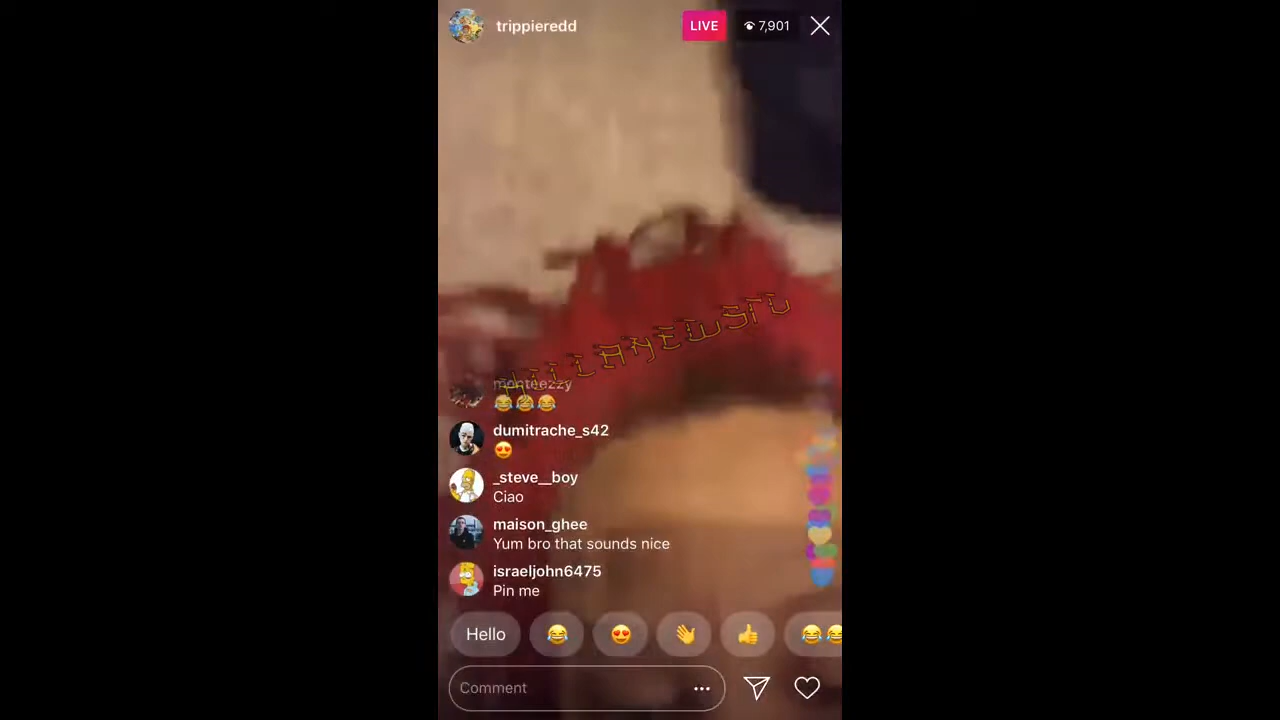 trippieredd
LIVE
7,901
monteezzy
😂😂😂
dumitrache_s42
😍
_steve__boy
Ciao
maison_ghee
Yum bro that sounds nice
israeljohn6475
Pin me
Hello
Comment